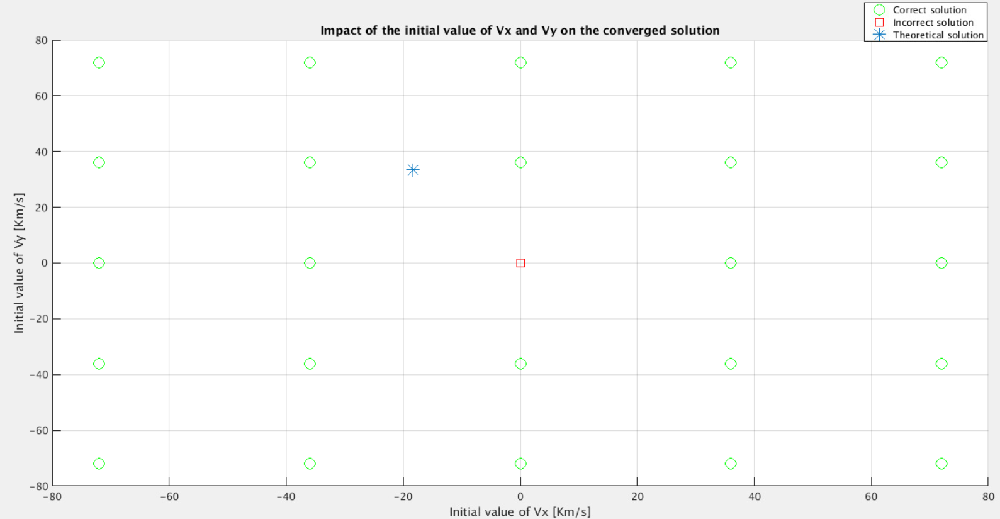 Correct solution
Incorrect solution
Theoretical solution
Impact of the initial value of Vx and Vy on the converged solution
80
60
40
20
0
−20
−40
−60
−80
Initial value of Vy [Km/s]
−80 −60 −40 −20 0 20 40 60 80
Initial value of Vx [Km/s]